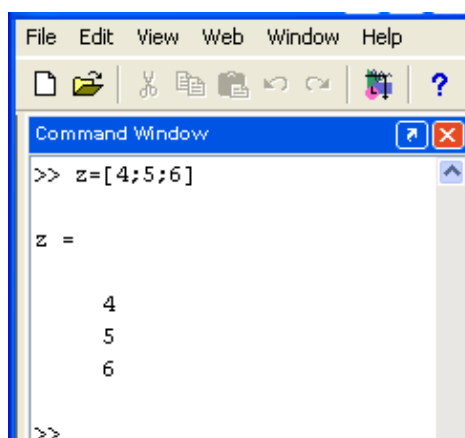 File Edit View Web Window Help
?
Command Window
>> z=[4;5;6]
z =
4
5
6
>>